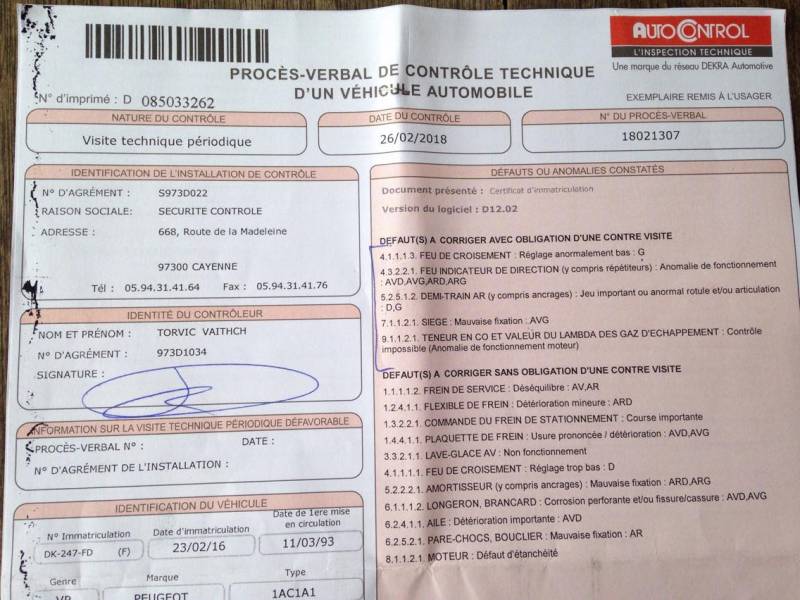 AUTOCONTROL
L'INSPECTION TECHNIQUE
Une marque du réseau DEKRA Automotive
PROCÈS-VERBAL DE CONTRÔLE TECHNIQUE
D'UN VÉHICULE AUTOMOBILE
N° d'imprimé : D 085033262
EXEMPLAIRE REMIS À L'USAGER
NATURE DU CONTRÔLE
Visite technique périodique
DATE DU CONTRÔLE
26/02/2018
N° DU PROCÈS-VERBAL
18021307
IDENTIFICATION DE L'INSTALLATION DE CONTRÔLE
N° D'AGRÉMENT : S973D022
RAISON SOCIALE: SECURITE CONTROLE
ADRESSE : 668, Route de la Madeleine
97300 CAYENNE
Tél : 05.94.31.41.64 Fax : 05.94.31.41.76
IDENTITÉ DU CONTRÔLEUR
NOM ET PRÉNOM : TORVIC VAITHCH
N° D'AGRÉMENT : 973D1034
SIGNATURE :
INFORMATION SUR LA VISITE TECHNIQUE PÉRIODIQUE DÉFAVORABLE
PROCÈS-VERBAL N° : DATE :
N° D'AGRÉMENT DE L'INSTALLATION :
IDENTIFICATION DU VÉHICULE
N° Immatriculation Date d'immatriculation Date de 1ere mise
en circulation
DK-247-FD (F) 23/02/16 11/03/93
Genre Marque Type
VP PEUGEOT 1AC1A1
DÉFAUTS OU ANOMALIES CONSTATÉS
Document présenté : Certificat d'immatriculation
Version du logiciel : D12.02
DEFAUT(S) A CORRIGER AVEC OBLIGATION D'UNE CONTRE VISITE
4.1.1.1.3. FEU DE CROISEMENT : Réglage anormalement bas : G
4.3.2.2.1. FEU INDICATEUR DE DIRECTION (y compris répétiteurs) : Anomalie de fonctionnement
: AVD,AVG,ARD,ARG
5.2.2.5.1.2. DEMI-TRAIN AR (y compris ancrages) : Jeu important ou anormal rotule et/ou articulation
: D,G
7.1.1.2.1. SIEGE : Mauvaise fixation : AVG
9.1.1.2.1. TENEUR EN CO ET VALEUR DU LAMBDA DES GAZ D'ECHAPPEMENT : Contrôle
impossible (Anomalie de fonctionnement moteur)
DEFAUT(S) A CORRIGER SANS OBLIGATION D'UNE CONTRE VISITE
1.1.1.1.2. FREIN DE SERVICE : Déséquilibre : AV,AR
1.2.4.1.1. FLEXIBLE DE FREIN : Détérioration mineure : ARD
1.3.2.2.1. COMMANDE DU FREIN DE STATIONNEMENT : Course importante
1.4.4.1.1. PLAQUETTE DE FREIN : Usure prononcée / détérioration : AVD,AVG
3.3.2.1.1. LAVE-GLACE AV : Non fonctionnement
4.1.1.1.1. FEU DE CROISEMENT : Réglage trop bas : D
5.2.2.2.1. AMORTISSEUR (y compris ancrages) : Mauvaise fixation : ARD,ARG
6.1.1.1.2. LONGERON, BRANCARD : Corrosion perforante et/ou fissure/cassure : AVD,AVG
6.2.4.1.1. AILE : Détérioration importante : AVD
6.2.5.2.1. PARE-CHOCS, BOUCLIER : Mauvaise fixation : AR
8.1.1.2.1. MOTEUR : Défaut d'étanchéité